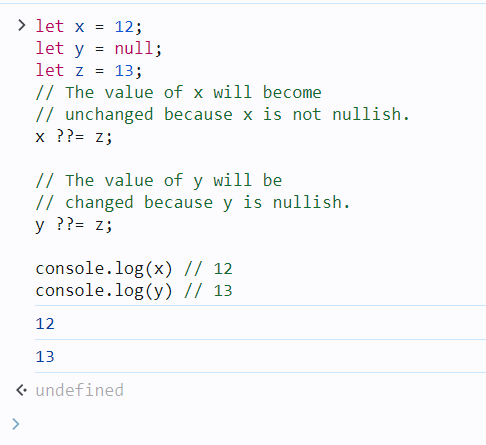 let x = 12;
let y = null;
let z = 13;
// The value of x will become
// unchanged because x is not nullish.
x ??= z;
// The value of y will be
// changed because y is nullish.
y ??= z;
console.log(x) // 12
console.log(y) // 13
12
13
undefined